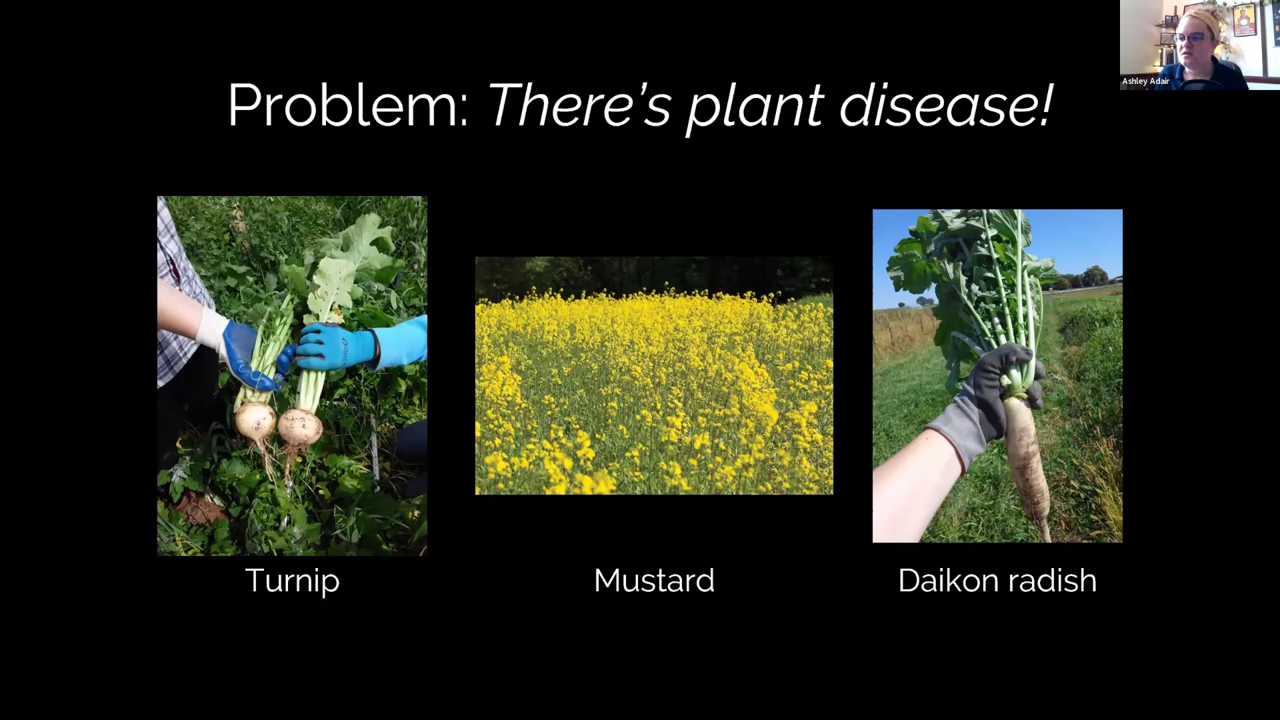 Problem: There's plant disease!
Ashley Adair
Turnip
Mustard
Daikon radish